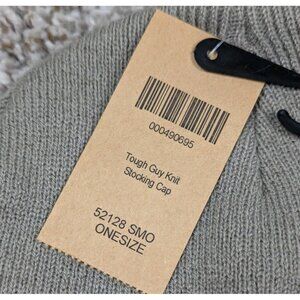 000490695
Tough Guy Knit
Stocking Cap
52128 SMO
ONESIZE